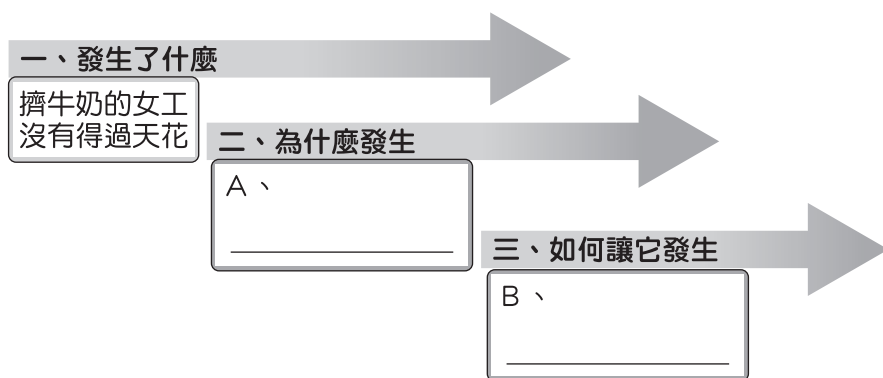 一、發生了什麼
擠牛奶的女工
沒有得過天花
二、為什麼發生
A、
三、如何讓它發生
B、